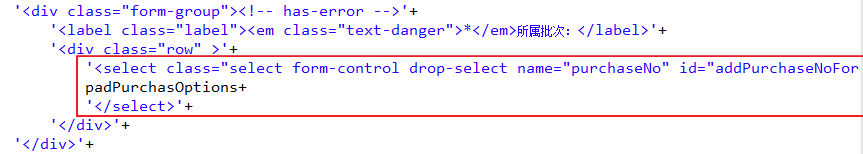 '<div class="form-group"><!-- has-error -->'+
'<label class="label"><em class="text-danger">*</em>所属批次：</label>'+
'<div class="row" >'+
'<select class="select form-control drop-select name="purchaseNo" id="addPurchaseNoFor
padPurchasOptions+
'</select>'+
'</div>'+
'</div>'+